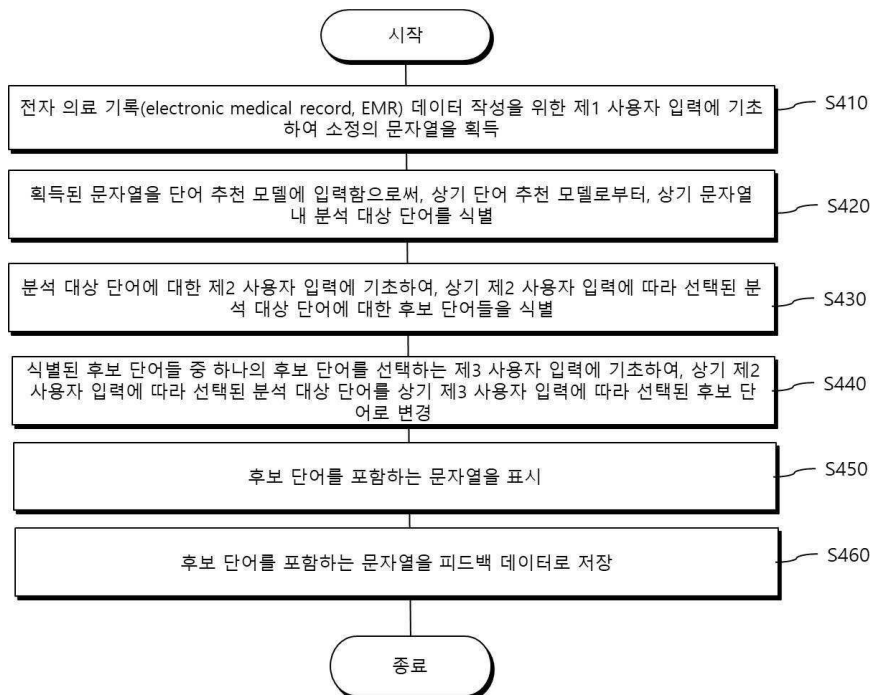 시작
전자 의료 기록(electronic medical record, EMR) 데이터 작성을 위한 제1 사용자 입력에 기초
하여 소정의 문자열을 획득
S410
획득된 문자열을 단어 추천 모델에 입력함으로써, 상기 단어 추천 모델로부터, 상기 문자열
내 분석 대상 단어를 식별
S420
분석 대상 단어에 대한 제2 사용자 입력에 기초하여, 상기 제2 사용자 입력에 따라 선택된 분
석 대상 단어에 대한 후보 단어들을 식별
S430
식별된 후보 단어들 중 하나의 후보 단어를 선택하는 제3 사용자 입력에 기초하여, 상기 제2
사용자 입력에 따라 선택된 분석 대상 단어를 상기 제3 사용자 입력에 따라 선택된 후보 단
어로 변경
S440
후보 단어를 포함하는 문자열을 표시
S450
후보 단어를 포함하는 문자열을 피드백 데이터로 저장
S460
종료